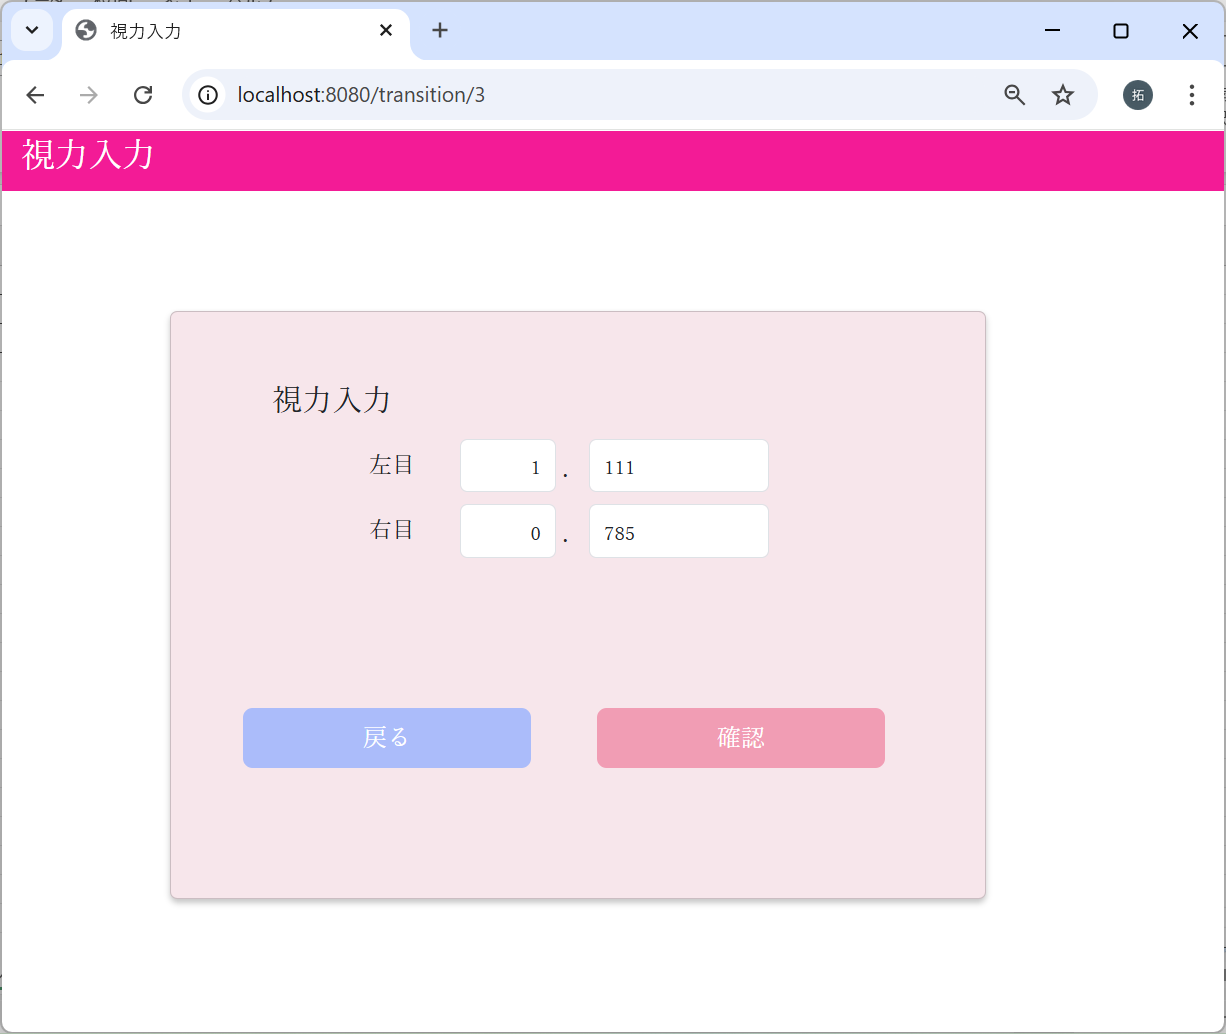 視力入力
localhost:8080/transition/3
拓
視力入力
視力入力
左目 1 . 111
右目 0 . 785
戻る 確認